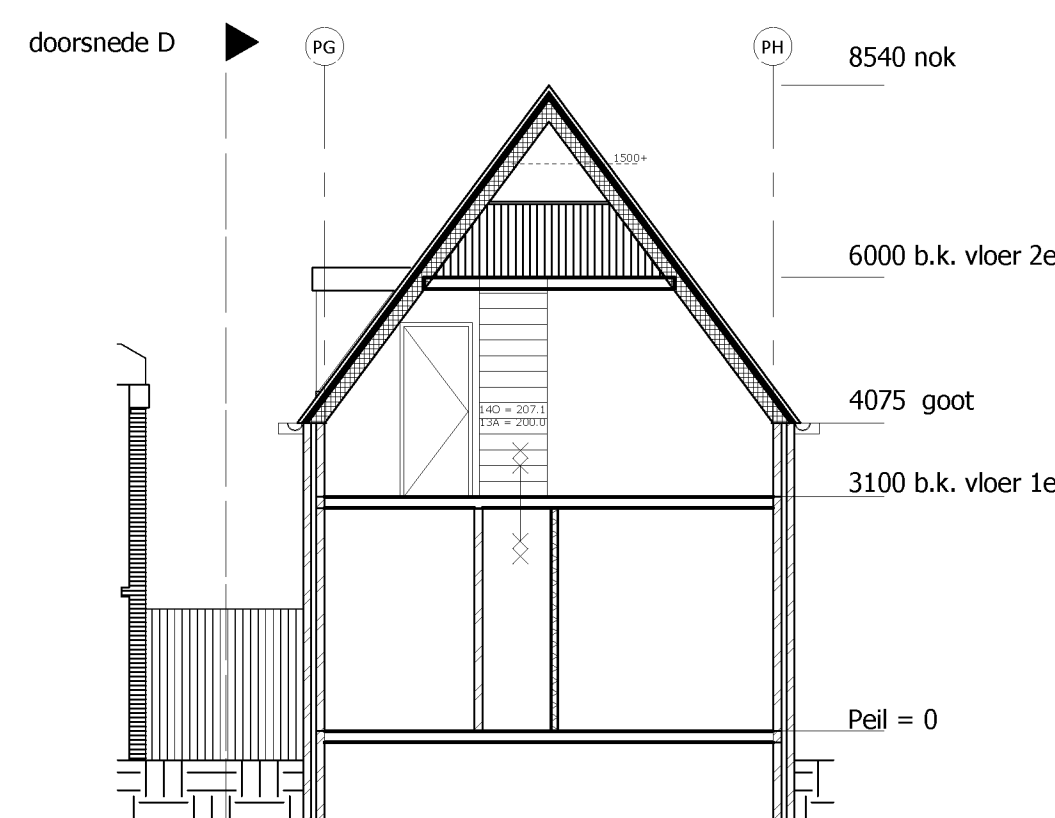 doorsnede D
PG
PH
8540 nok
1500+
6000 b.k. vloer 2e
4075 goot
14O = 207.1
13A = 200.0
3100 b.k. vloer 1e
Peil = 0